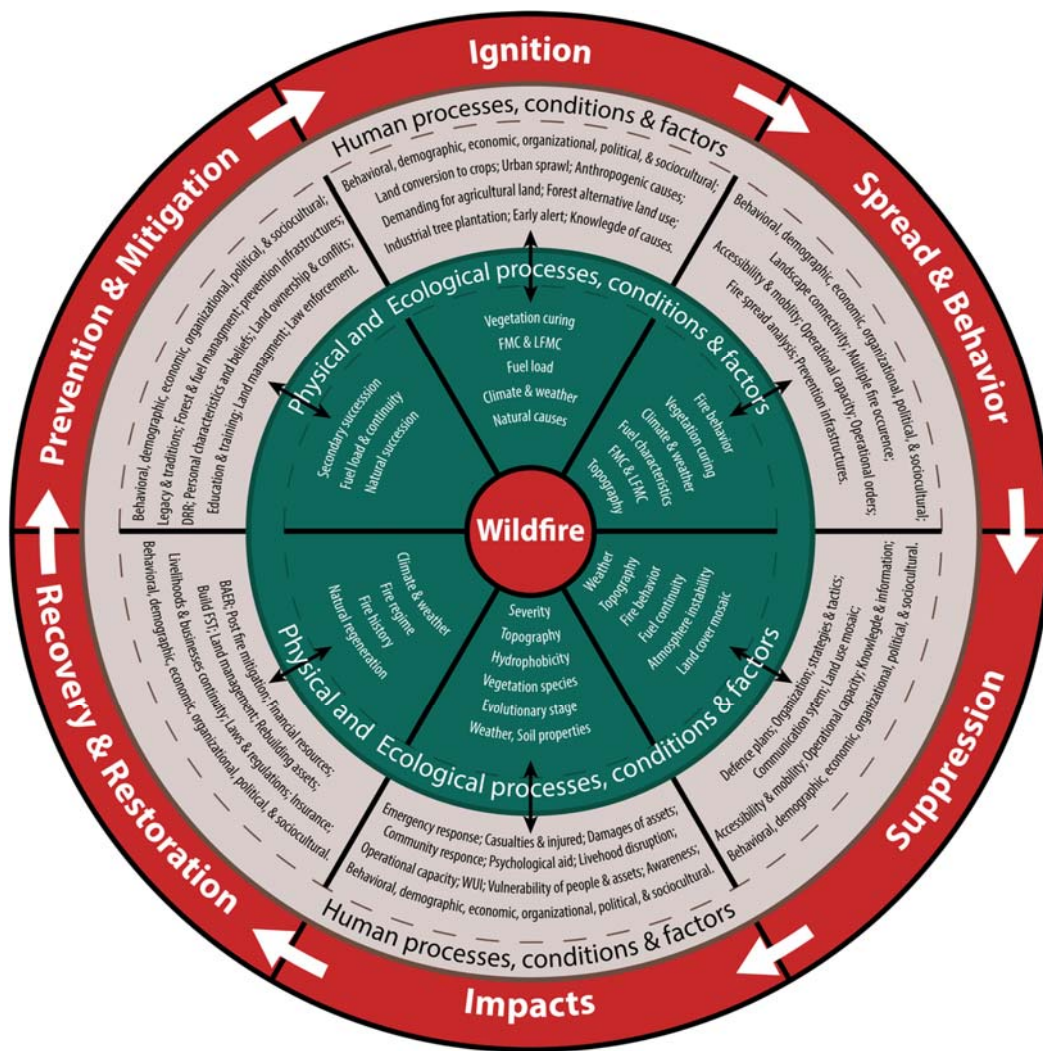 Ignition
Spread & Behavior
Suppression
Impacts
Recovery & Restoration
Prevention & Mitigation
Human processes, conditions & factors
Behavioral, demographic, economic, organizational, political, & sociocultural;
Land conversion to crops; Urban sprawl; Anthropogenic causes;
Demanding for agricultural land; Forest alternative land use;
Industrial tree plantation; Early alert; Knowlegde of causes.
Behavioral, demographic, economic, organizational, political, & sociocultural;
Landscape connectivity; Multiple fire occurence;
Accessibility & mobilty; Operational capacity; Operational orders;
Fire spread analysis; Prevention infrastructures.
Defence plans; Organization; strategies & tactics;
Communication sytem; Land use mosaic;
Accessibility & mobility; Operational capacity; Knowlegde & information;
Behavioral, demographic, economic, organizational, political, & sociocultural.
Emergency response; Casualties & injured; Damages of assets;
Community responce; Psychological aid; Livehood disruption;
Operational capacity; WUI; Vulnerability of people & assets; Awareness;
Behavioral, demographic, economic, organizational, political, & sociocultural.
Human processes, conditions & factors
BAER; Post fire mitigation; Financial resources;
Build FST; Land management; Rebuilding assets;
Livelihoods & businesses continuity; Laws & regulations; Insurance;
Behavioral, demographic, economic, organizational, political, & sociocultural.
Behavioral, demographic, economic, organizational, political, & sociocultural;
Legacy & traditions; Forest & fuel managment; prevention Infrastructures;
DRR; Personal characteristics and beliefs; Land ownership & conflits;
Education & training; Land managment; Law enforcement.
Physical and Ecological processes, conditions & factors
Vegetation curing
FMC & LFMC
Fuel load
Climate & weather
Natural causes
Fire behavior
Vegetation curing
Climate & weather
Fuel characteristics
FMC & LFMC
Topography
Weather
Topography
Fire behavior
Fuel continuity
Atmosphere instability
Land cover mosaic
Severity
Topography
Hydrophobicity
Vegetation species
Evolutionary stage
Weather, Soil properties
Climate & weather
Fire regime
Fire history
Natural regeneration
Secondary successsion
Fuel load & continuity
Natural succession
Physical and Ecological processes, conditions & factors
Wildfire